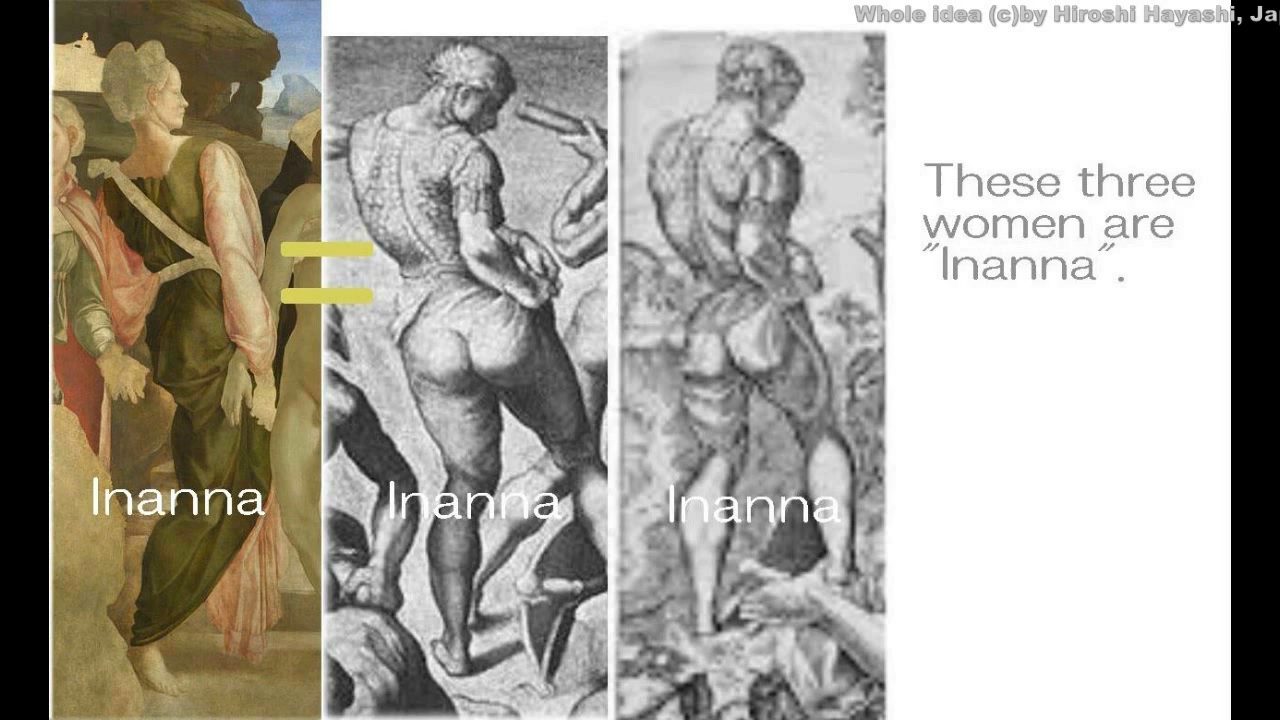 Whole idea (c)by Hiroshi Hayashi, Ja
These three
women are
"Inanna".
Inanna
Inanna
Inanna